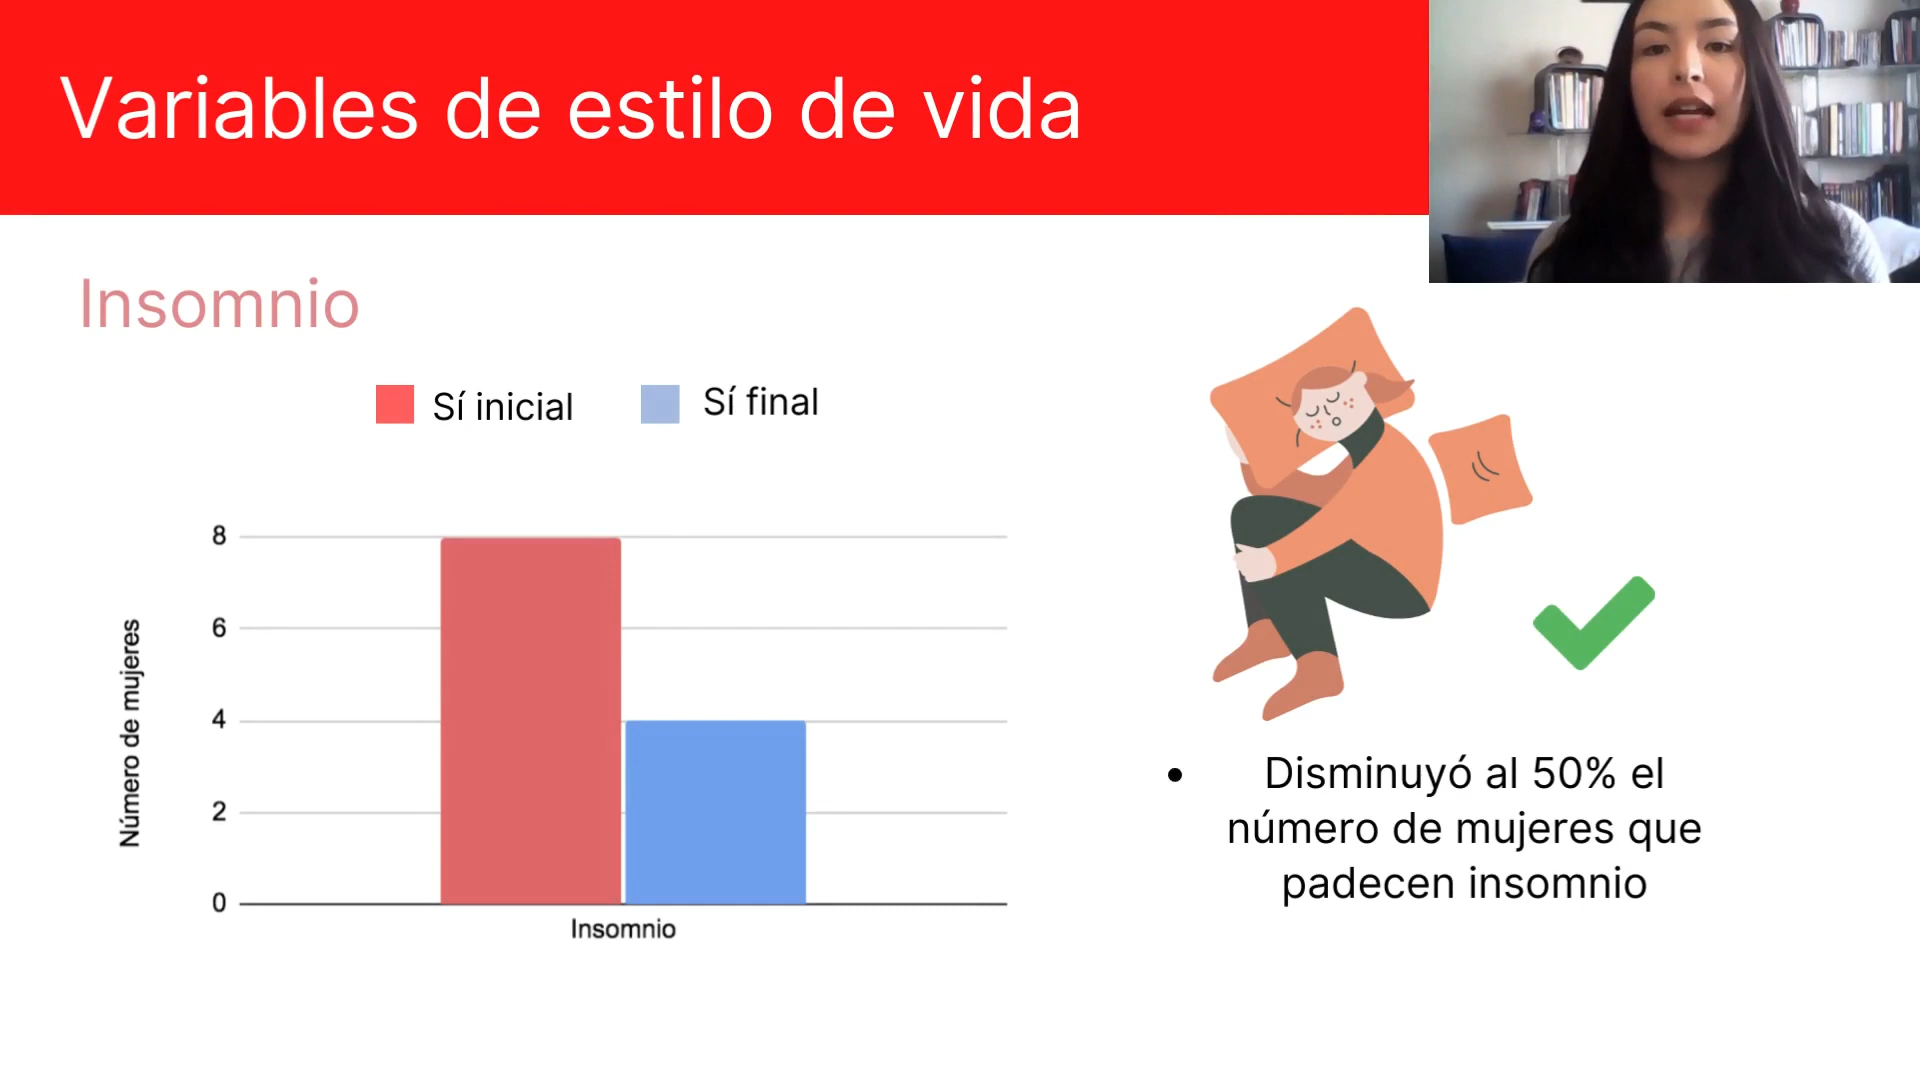 Variables de estilo de vida
Insomnio
Sí inicial
Sí final
8
6
4
2
0
Número de mujeres
Insomnio
• Disminuyó al 50% el
número de mujeres que
padecen insomnio